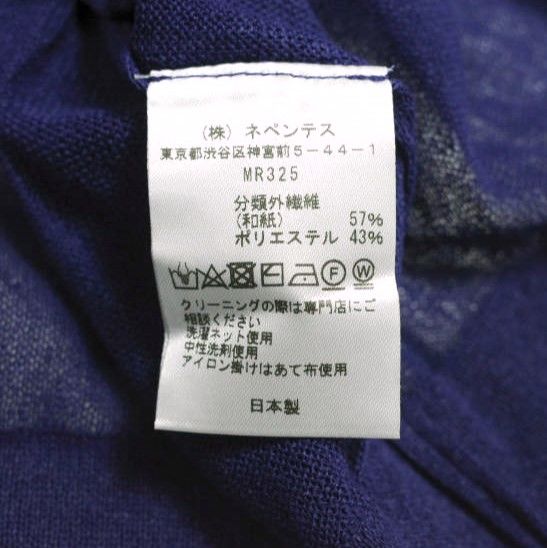 （株）ネペンテス
東京都渋谷区神宮前５－４４－１
MR325
分類外繊維
(和紙) 57%
ポリエステル 43%
F W
クリーニングの際は専門店にご
相談ください
洗濯ネット使用
中性洗剤使用
アイロン掛けはあて布使用
日本製